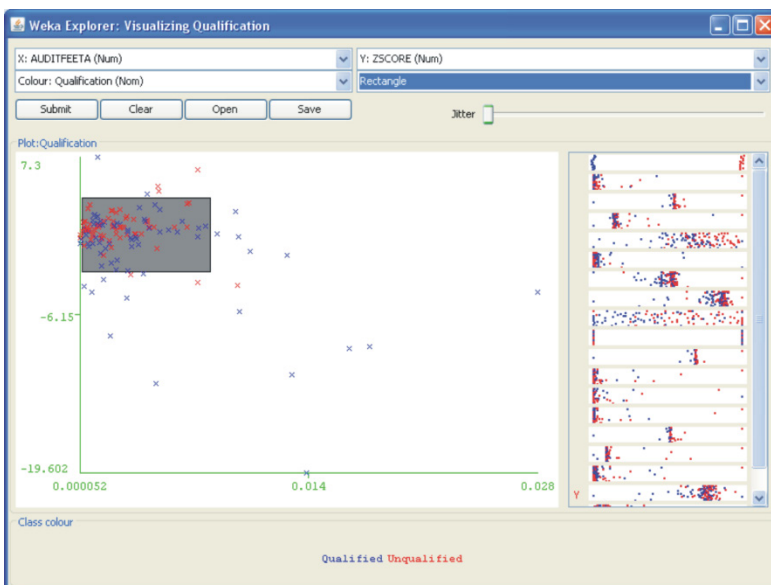 Weka Explorer: Visualizing Qualification
X: AUDITFEETA (Num)
Y: ZSCORE (Num)
Colour: Qualification (Nom)
Rectangle
Submit
Clear
Open
Save
Jitter
Plot:Qualification
7.3
-6.15
-19.602
0.000052
0.014
0.028
Y
Class colour
Qualified Unqualified